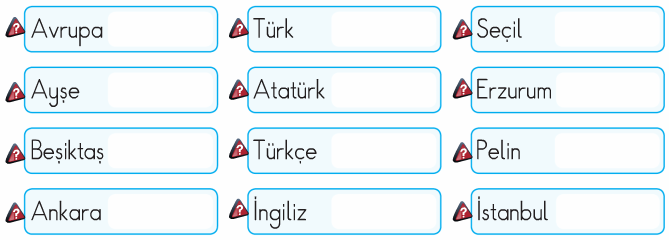 Avrupa Türk Seçil
Ayşe Atatürk Erzurum
Beşiktaş Türkçe Pelin
Ankara İngiliz İstanbul